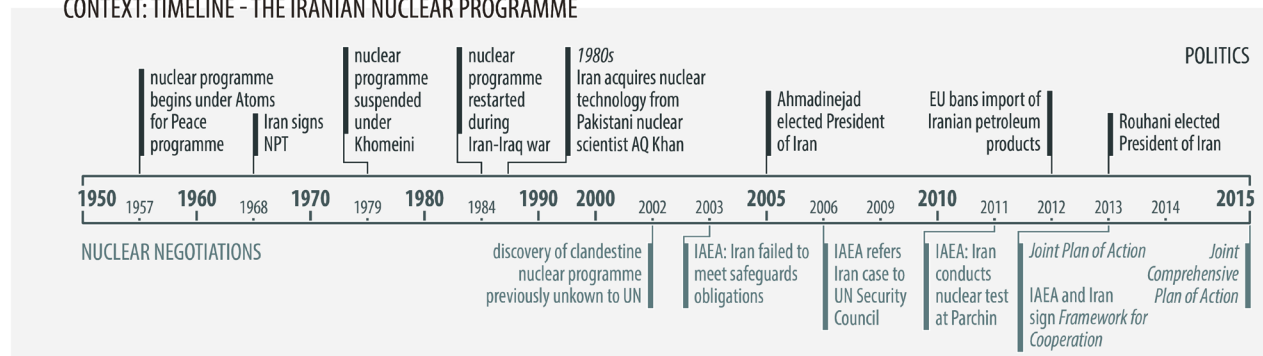 CONTEXT: TIMELINE - THE IRANIAN NUCLEAR PROGRAMME
POLITICS
nuclear programme
begins under Atoms
for Peace
programme
Iran signs
NPT
nuclear
programme
suspended
under
Khomeini
nuclear
programme
restarted
during
Iran-Iraq war
1980s
Iran acquires nuclear
technology from
Pakistani nuclear
scientist AQ Khan
Ahmadinejad
elected President
of Iran
EU bans import of
Iranian petroleum
products
Rouhani elected
President of Iran
1950 1957 1960 1968 1970 1979 1980 1984 1990 2000 2002 2003 2005 2006 2009 2010 2011 2012 2013 2014 2015
NUCLEAR NEGOTIATIONS
discovery of clandestine
nuclear programme
previously unkown to UN
IAEA: Iran failed to
meet safeguards
obligations
IAEA refers
Iran case to
UN Security
Council
IAEA: Iran
conducts
nuclear test
at Parchin
Joint Plan of Action
IAEA and Iran
sign Framework for
Cooperation
Joint
Comprehensive
Plan of Action